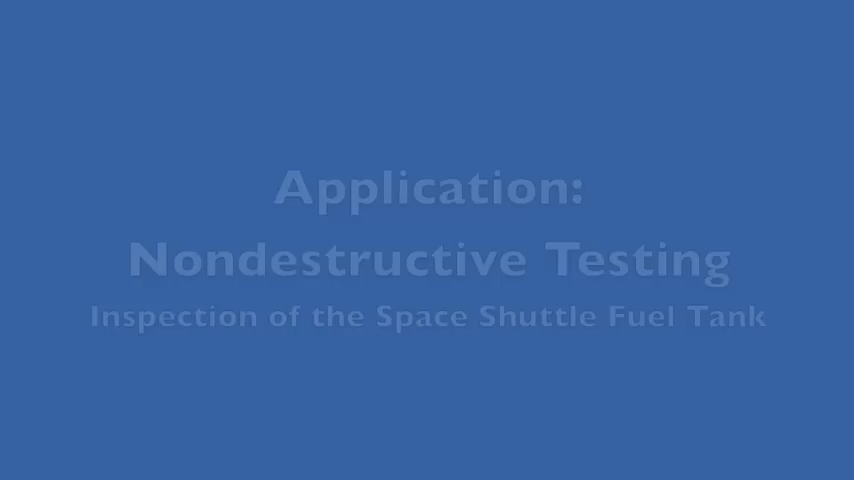 Application:
Nondestructive Testing
Inspection of the Space Shuttle Fuel Tank